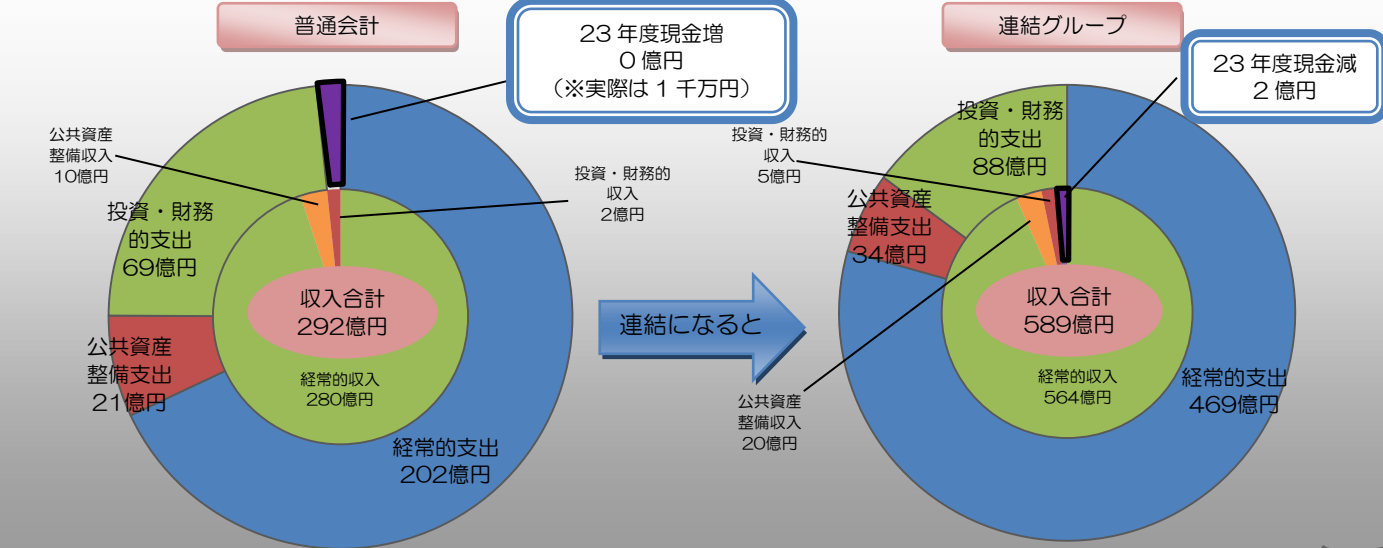 普通会計
23 年度現金増
0 億円
（※実際は 1 千万円）
公共資産
整備収入
10億円
投資・財務的
収入
2億円
投資・財務
的支出
69億円
収入合計
292億円
公共資産
整備支出
21億円
経常的収入
280億円
経常的支出
202億円
連結になると
連結グループ
23 年度現金減
2 億円
投資・財務的
収入
5億円
投資・財務
的支出
88億円
公共資産
整備支出
34億円
収入合計
589億円
経常的収入
564億円
経常的支出
469億円
公共資産
整備収入
20億円